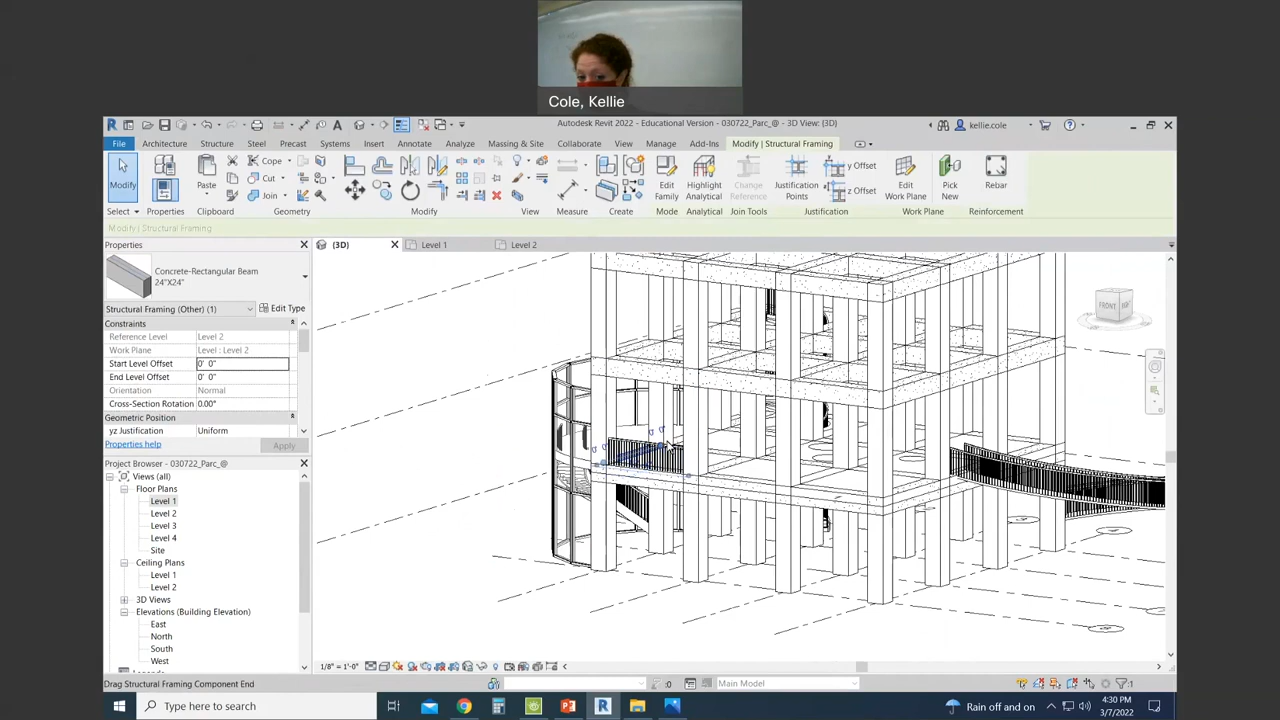 Cole, Kellie
Autodesk Revit 2022 - Educational Version - 030722_Parc_@ - 3D View: {3D}
kellie.cole
File Architecture Structure Steel Precast Systems Insert Annotate Analyze Massing & Site Collaborate View Manage Add-Ins Modify | Structural Framing
Modify
Paste
Cope
Cut
Join
Edit Family
Highlight Analytical
Change Reference
Justification Points
y Offset
z Offset
Edit Work Plane
Pick New
Rebar
Select Properties Clipboard Geometry Modify View Measure Create Mode Analytical Join Tools Justification Work Plane Reinforcement
Modify | Structural Framing
Properties
{3D} Level 1 Level 2
Concrete-Rectangular Beam
24"X24"
Structural Framing (Other) (1) Edit Type
Constraints
Reference Level Level 2
Work Plane Level : Level 2
Start Level Offset 0' 0"
End Level Offset 0' 0"
Orientation Normal
Cross-Section Rotation 0.00°
Geometric Position
yz Justification Uniform
Properties help Apply
Project Browser - 030722_Parc_@
Views (all)
Floor Plans
Level 1
Level 2
Level 3
Level 4
Site
Ceiling Plans
Level 1
Level 2
3D Views
Elevations (Building Elevation)
East
North
South
West
FRONT
1/8" = 1'-0"
Drag Structural Framing Component End
:0 Main Model :1
Type here to search
Rain off and on
4:30 PM
3/7/2022